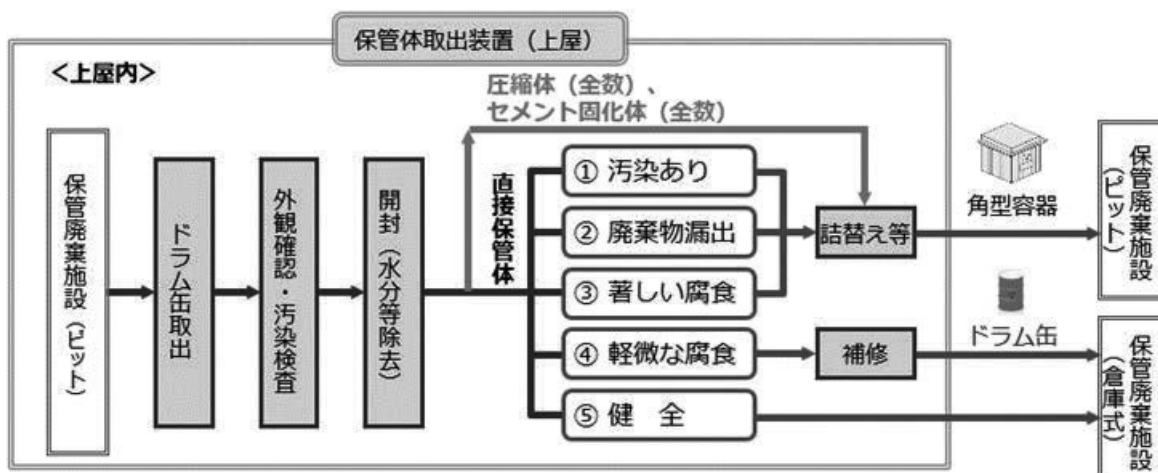 保管体取出装置(上屋)
<上屋内>
圧縮体(全数)、
セメント固化体(全数)
保管廃棄施設(ピット)
ドラム缶取出
外観確認・汚染検査
開封(水分等除去)
直接保管体
① 汚染あり
② 廃棄物漏出
③ 著しい腐食
④ 軽微な腐食
⑤ 健 全
詰替え等
補修
角型容器
ドラム缶
保管廃棄施設
(ピット)
保管廃棄施設
(倉庫式)